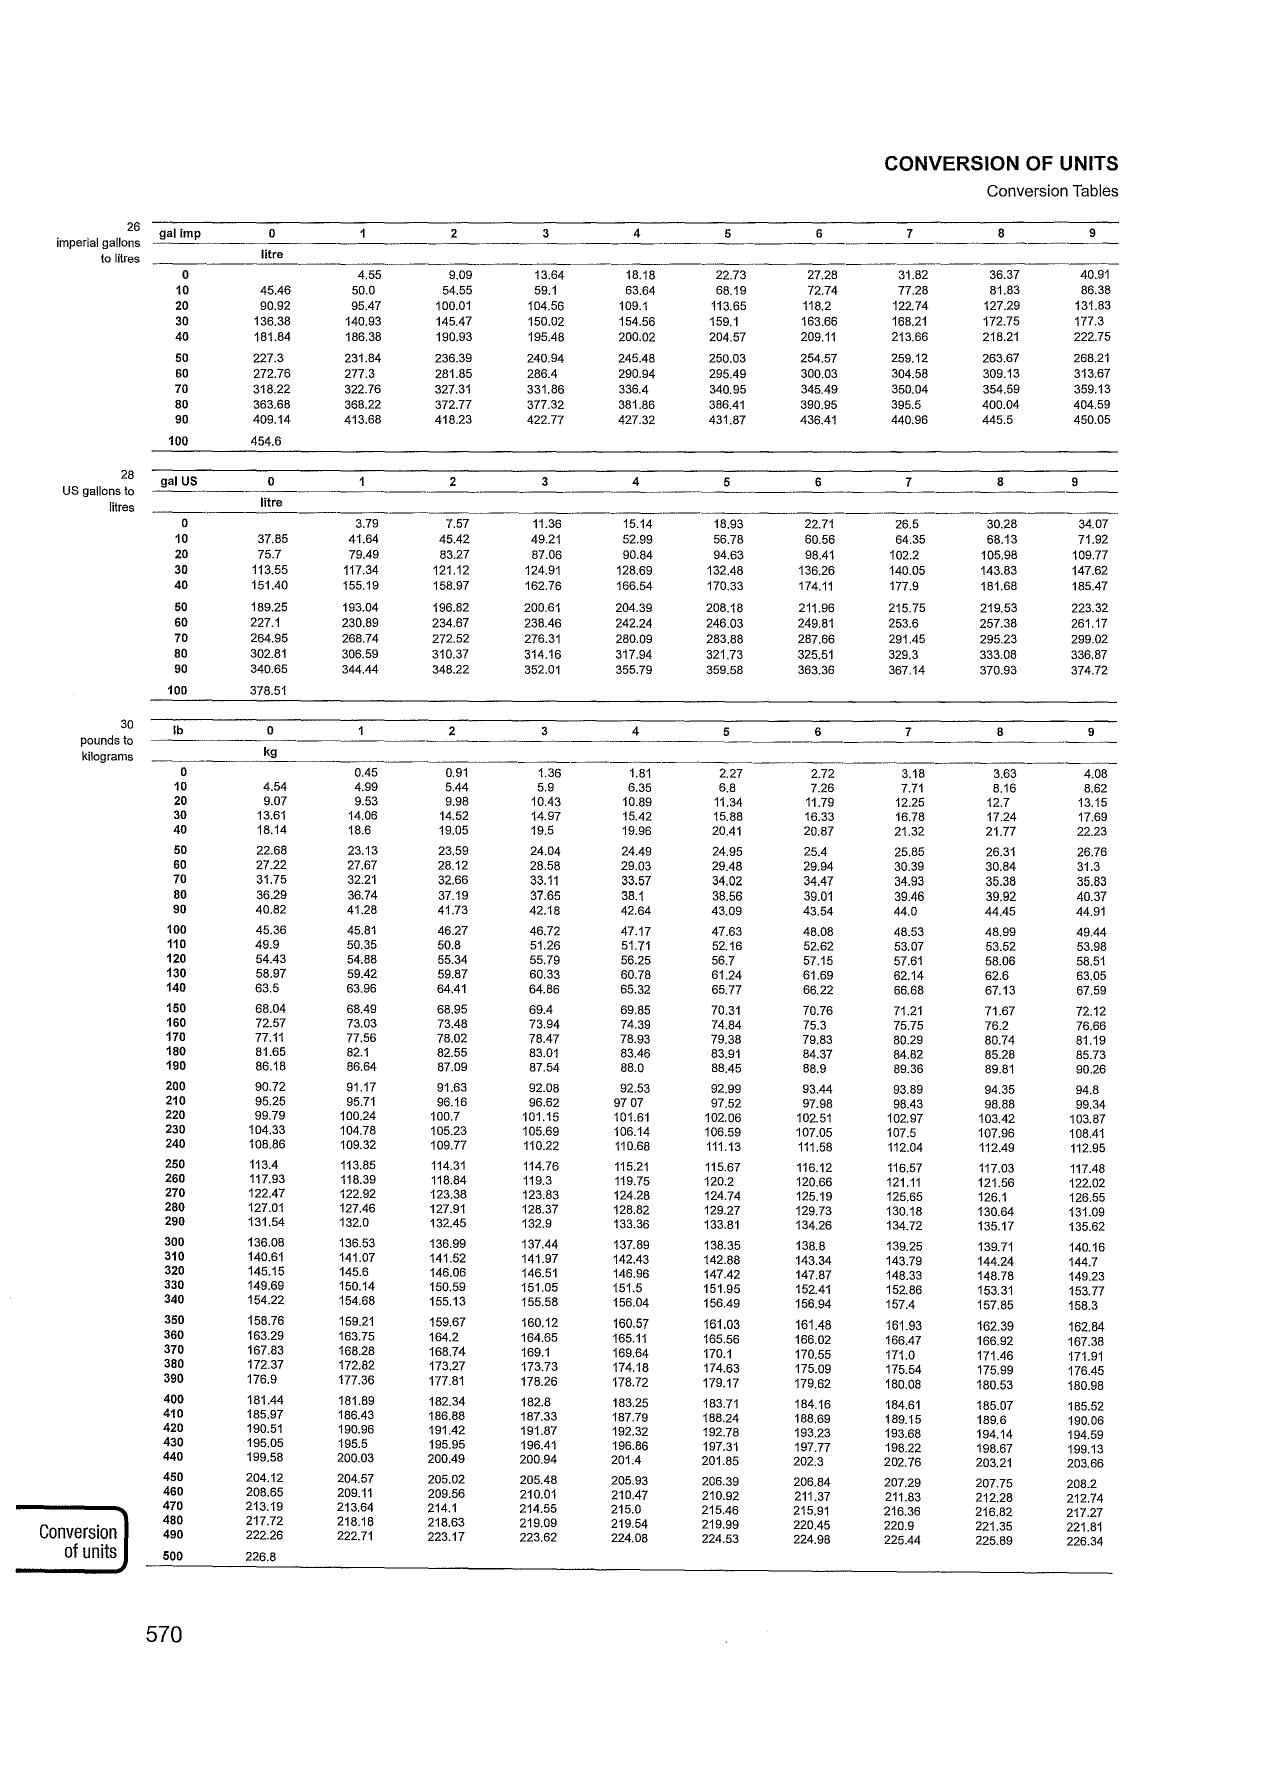 CONVERSION OF UNITS
Conversion Tables
26
imperial gallons
to litres
gal imp 0 1 2 3 4 5 6 7 8 9
litre
0 4.55 9.09 13.64 18.18 22.73 27.28 31.82 36.37 40.91
10 45.46 50.0 54.55 59.1 63.64 68.19 72.74 77.28 81.83 86.38
20 90.92 95.47 100.01 104.56 109.1 113.65 118.2 122.74 127.29 131.83
30 136.38 140.93 145.47 150.02 154.56 159.1 163.66 168.21 172.75 177.3
40 181.84 186.38 190.93 195.48 200.02 204.57 209.11 213.66 218.21 222.75
50 227.3 231.84 236.39 240.94 245.48 250.03 254.57 259.12 263.67 268.21
60 272.76 277.3 281.85 286.4 290.94 295.49 300.03 304.58 309.13 313.67
70 318.22 322.76 327.31 331.86 336.4 340.95 345.49 350.04 354.59 359.13
80 363.68 368.22 372.77 377.32 381.86 386.41 390.95 395.5 400.04 404.59
90 409.14 413.68 418.23 422.77 427.32 431.87 436.41 440.96 445.5 450.05
100 454.6
28
US gallons to
litres
gal US 0 1 2 3 4 5 6 7 8 9
litre
0 3.79 7.57 11.36 15.14 18.93 22.71 26.5 30.28 34.07
10 37.85 41.64 45.42 49.21 52.99 56.78 60.56 64.35 68.13 71.92
20 75.7 79.49 83.27 87.06 90.84 94.63 98.41 102.2 105.98 109.77
30 113.55 117.34 121.12 124.91 128.69 132.48 136.26 140.05 143.83 147.62
40 151.40 155.19 158.97 162.76 166.54 170.33 174.11 177.9 181.68 185.47
50 189.25 193.04 196.82 200.61 204.39 208.18 211.96 215.75 219.53 223.32
60 227.1 230.89 234.67 238.46 242.24 246.03 249.81 253.6 257.38 261.17
70 264.95 268.74 272.52 276.31 280.09 283.88 287.66 291.45 295.23 299.02
80 302.81 306.59 310.37 314.16 317.94 321.73 325.51 329.3 333.08 336.87
90 340.65 344.44 348.22 352.01 355.79 359.58 363.36 367.14 370.93 374.72
100 378.51
30
pounds to
kilograms
lb 0 1 2 3 4 5 6 7 8 9
kg
0 0.45 0.91 1.36 1.81 2.27 2.72 3.18 3.63 4.08
10 4.54 4.99 5.44 5.9 6.35 6.8 7.26 7.71 8.16 8.62
20 9.07 9.53 9.98 10.43 10.89 11.34 11.79 12.25 12.7 13.15
30 13.61 14.06 14.52 14.97 15.42 15.88 16.33 16.78 17.24 17.69
40 18.14 18.6 19.05 19.5 19.96 20.41 20.87 21.32 21.77 22.23
50 22.68 23.13 23.59 24.04 24.49 24.95 25.4 25.85 26.31 26.76
60 27.22 27.67 28.12 28.58 29.03 29.48 29.94 30.39 30.84 31.3
70 31.75 32.21 32.66 33.11 33.57 34.02 34.47 34.93 35.38 35.83
80 36.29 36.74 37.19 37.65 38.1 38.56 39.01 39.46 39.92 40.37
90 40.82 41.28 41.73 42.18 42.64 43.09 43.54 44.0 44.45 44.91
100 45.36 45.81 46.27 46.72 47.17 47.63 48.08 48.53 48.99 49.44
110 49.9 50.35 50.8 51.26 51.71 52.16 52.62 53.07 53.52 53.98
120 54.43 54.88 55.34 55.79 56.25 56.7 57.15 57.61 58.06 58.51
130 58.97 59.42 59.87 60.33 60.78 61.24 61.69 62.14 62.6 63.05
140 63.5 63.96 64.41 64.86 65.32 65.77 66.22 66.68 67.13 67.59
150 68.04 68.49 68.95 69.4 69.85 70.31 70.76 71.21 71.67 72.12
160 72.57 73.03 73.48 73.94 74.39 74.84 75.3 75.75 76.2 76.66
170 77.11 77.56 78.02 78.47 78.93 79.38 79.83 80.29 80.74 81.19
180 81.65 82.1 82.55 83.01 83.46 83.91 84.37 84.82 85.28 85.73
190 86.18 86.64 87.09 87.54 88.0 88.45 88.9 89.36 89.81 90.26
200 90.72 91.17 91.63 92.08 92.53 92.99 93.44 93.89 94.35 94.8
210 95.25 95.71 96.16 96.62 97 07 97.52 97.98 98.43 98.88 99.34
220 99.79 100.24 100.7 101.15 101.61 102.06 102.51 102.97 103.42 103.87
230 104.33 104.78 105.23 105.69 106.14 106.59 107.05 107.5 107.96 108.41
240 108.86 109.32 109.77 110.22 110.68 111.13 111.58 112.04 112.49 112.95
250 113.4 113.85 114.31 114.76 115.21 115.67 116.12 116.57 117.03 117.48
260 117.93 118.39 118.84 119.3 119.75 120.2 120.66 121.11 121.56 122.02
270 122.47 122.92 123.38 123.83 124.28 124.74 125.19 125.65 126.1 126.55
280 127.01 127.46 127.91 128.37 128.82 129.27 129.73 130.18 130.64 131.09
290 131.54 132.0 132.45 132.9 133.36 133.81 134.26 134.72 135.17 135.62
300 136.08 136.53 136.99 137.44 137.89 138.35 138.8 139.25 139.71 140.16
310 140.61 141.07 141.52 141.97 142.43 142.88 143.34 143.79 144.24 144.7
320 145.15 145.6 146.06 146.51 146.96 147.42 147.87 148.33 148.78 149.23
330 149.69 150.14 150.59 151.05 151.5 151.95 152.41 152.86 153.31 153.77
340 154.22 154.68 155.13 155.58 156.04 156.49 156.94 157.4 157.85 158.3
350 158.76 159.21 159.67 160.12 160.57 161.03 161.48 161.93 162.39 162.84
360 163.29 163.75 164.2 164.65 165.11 165.56 166.02 166.47 166.92 167.38
370 167.83 168.28 168.74 169.1 169.64 170.1 170.55 171.0 171.46 171.91
380 172.37 172.82 173.27 173.73 174.18 174.63 175.09 175.54 175.99 176.45
390 176.9 177.36 177.81 178.26 178.72 179.17 179.62 180.08 180.53 180.98
400 181.44 181.89 182.34 182.8 183.25 183.71 184.16 184.61 185.07 185.52
410 185.97 186.43 186.88 187.33 187.79 188.24 188.69 189.15 189.6 190.06
420 190.51 190.96 191.42 191.87 192.32 192.78 193.23 193.68 194.14 194.59
430 195.05 195.5 195.95 196.41 196.86 197.31 197.77 198.22 198.67 199.13
440 199.58 200.03 200.49 200.94 201.4 201.85 202.3 202.76 203.21 203.66
450 204.12 204.57 205.02 205.48 205.93 206.39 206.84 207.29 207.75 208.2
460 208.65 209.11 209.56 210.01 210.47 210.92 211.37 211.83 212.28 212.74
470 213.19 213.64 214.1 214.55 215.0 215.46 215.91 216.36 216.82 217.27
480 217.72 218.18 218.63 219.09 219.54 219.99 220.45 220.9 221.35 221.81
490 222.26 222.71 223.17 223.62 224.08 224.53 224.98 225.44 225.89 226.34
500 226.8
Conversion
of units
570